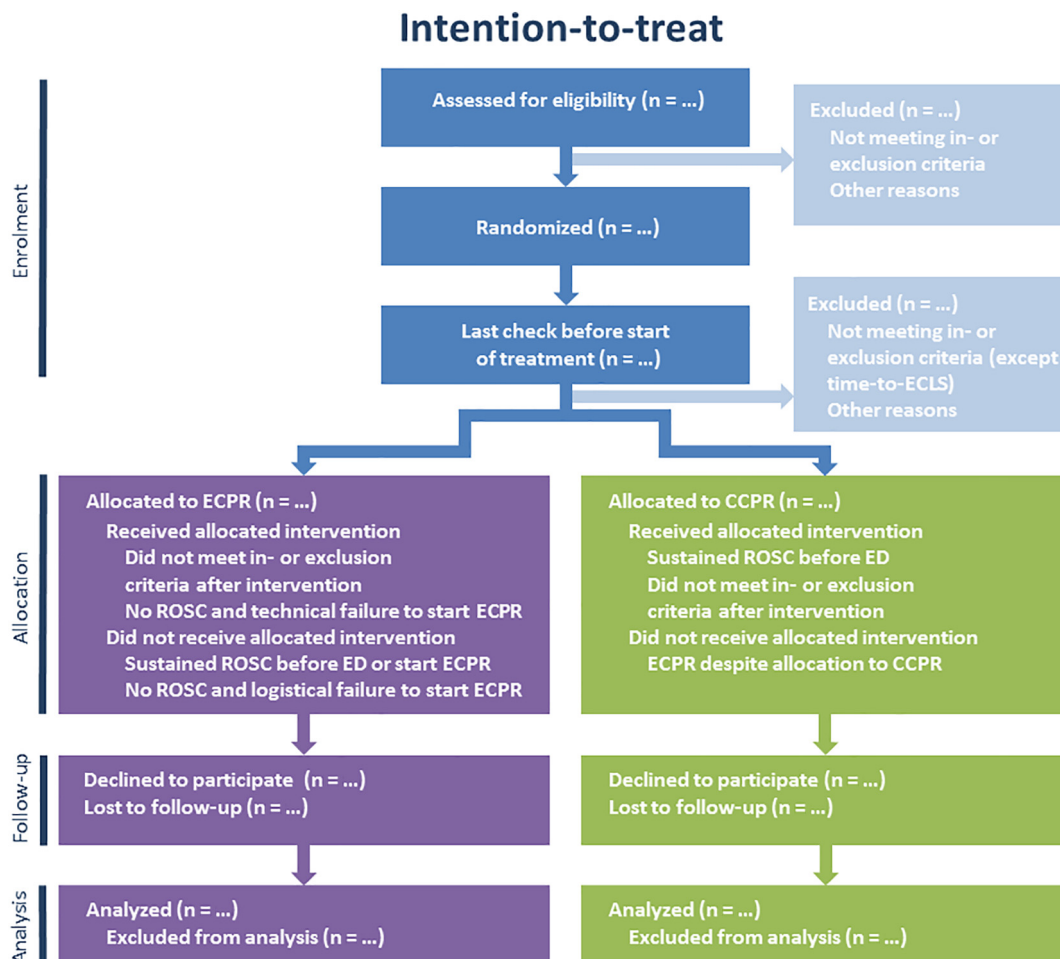 Intention-to-treat
Enrolment
Assessed for eligibility (n = ...)
Excluded (n = ...)
Not meeting in- or
exclusion criteria
Other reasons
Randomized (n = ...)
Last check before start
of treatment (n = ...)
Excluded (n = ...)
Not meeting in- or
exclusion criteria (except
time-to-ECLS)
Other reasons
Allocation
Allocated to ECPR (n = ...)
Received allocated intervention
Did not meet in- or exclusion
criteria after intervention
No ROSC and technical failure to start ECPR
Did not receive allocated intervention
Sustained ROSC before ED or start ECPR
No ROSC and logistical failure to start ECPR
Allocated to CCPR (n = ...)
Received allocated intervention
Sustained ROSC before ED
Did not meet in- or exclusion
criteria after intervention
Did not receive allocated intervention
ECPR despite allocation to CCPR
Follow-up
Declined to participate (n = ...)
Lost to follow-up (n = ...)
Declined to participate (n = ...)
Lost to follow-up (n = ...)
Analysis
Analyzed (n = ...)
Excluded from analysis (n = ...)
Analyzed (n = ...)
Excluded from analysis (n = ...)